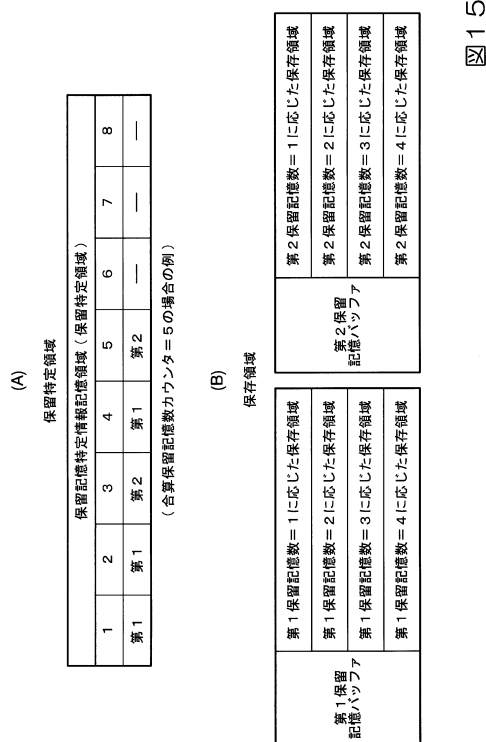 図15
(A)
保留特定領域
保留記憶特定情報記憶領域(保留特定領域)
1 2 3 4 5 6 7 8
第1 第1 第2 第1 第2 ― ― ―
(合算保留記憶数カウンタ=5の場合の例)
(B)
保存領域
第1保留
記憶バッファ
第1保留記憶数=1に応じた保存領域
第1保留記憶数=2に応じた保存領域
第1保留記憶数=3に応じた保存領域
第1保留記憶数=4に応じた保存領域
第2保留
記憶バッファ
第2保留記憶数=1に応じた保存領域
第2保留記憶数=2に応じた保存領域
第2保留記憶数=3に応じた保存領域
第2保留記憶数=4に応じた保存領域